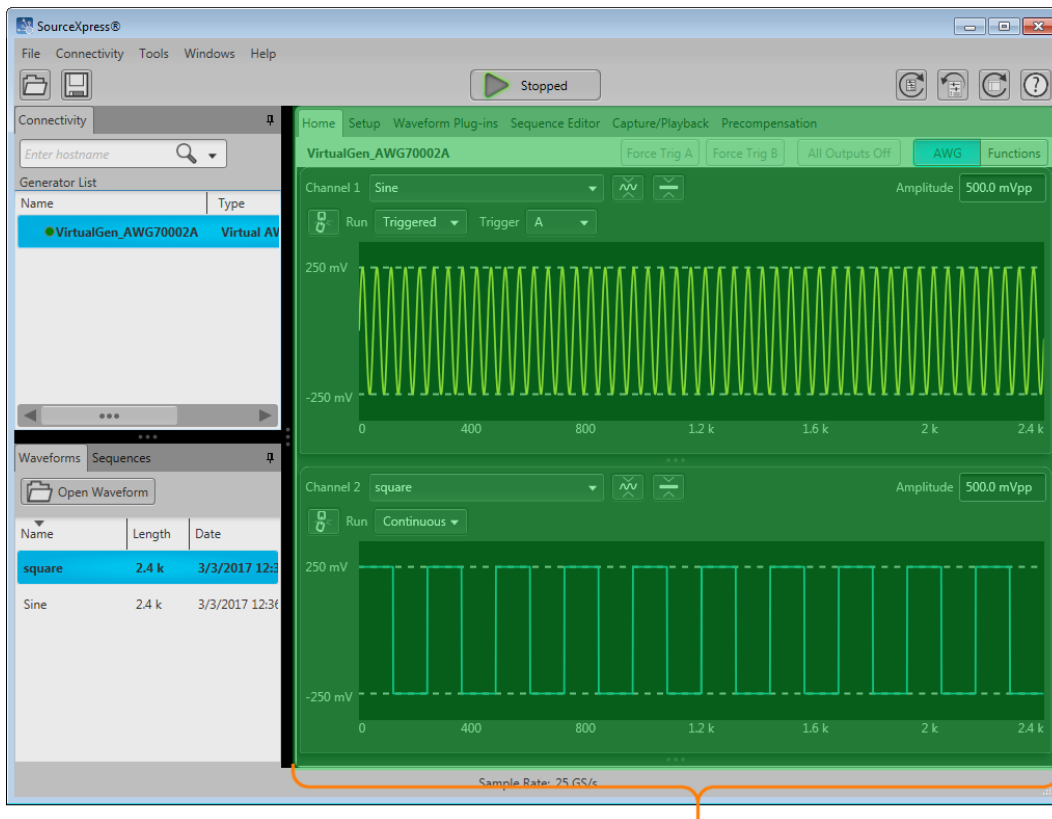 SourceXpress®
File Connectivity Tools Windows Help
Stopped
Connectivity
Enter hostname
Generator List
Name Type
VirtualGen_AWG70002A Virtual AW
Waveforms Sequences
Open Waveform
Name Length Date
square 2.4 k 3/3/2017 12:3
Sine 2.4 k 3/3/2017 12:36
Home Setup Waveform Plug-ins Sequence Editor Capture/Playback Precompensation
VirtualGen_AWG70002A Force Trig A Force Trig B All Outputs Off AWG Functions
Channel 1 Sine Amplitude 500.0 mVpp
Run Triggered Trigger A
250 mV
-250 mV
0 400 800 1.2 k 1.6 k 2 k 2.4 k
Channel 2 square Amplitude 500.0 mVpp
Run Continuous
250 mV
-250 mV
0 400 800 1.2 k 1.6 k 2 k 2.4 k
Sample Rate: 25 GS/s